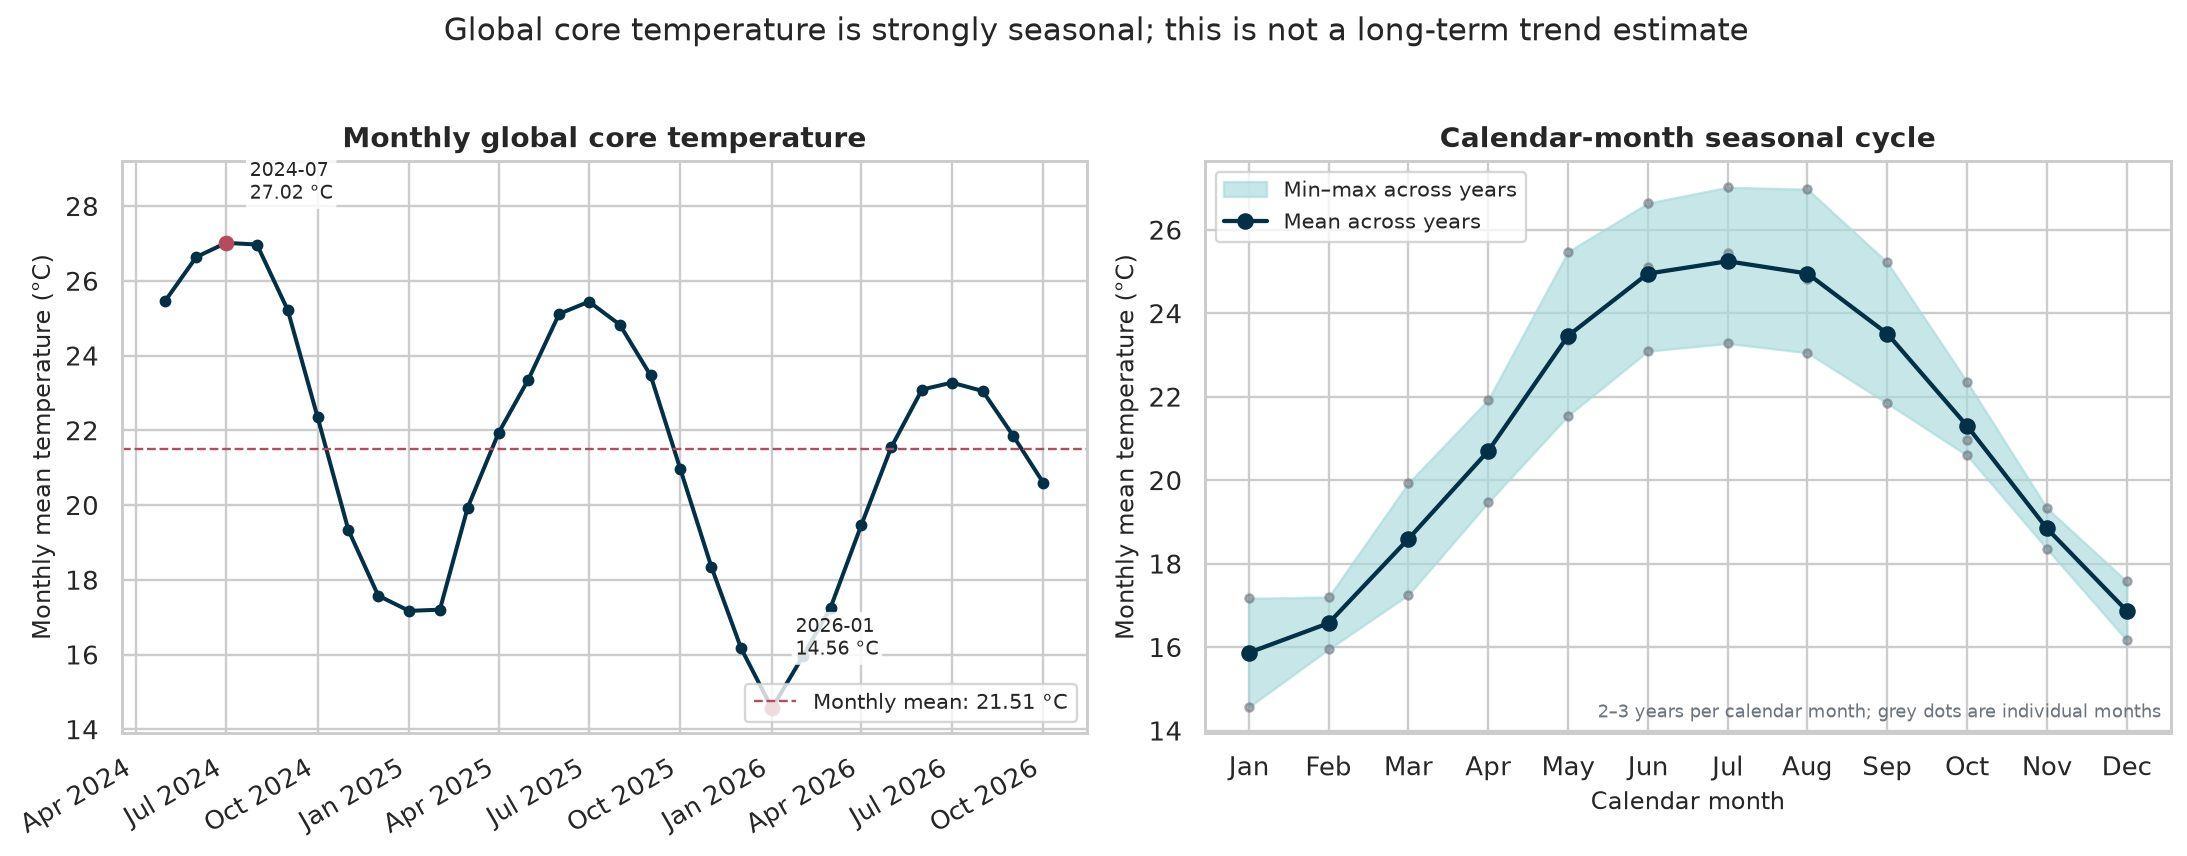 Global core temperature is strongly seasonal; this is not a long-term trend estimate
Monthly global core temperature
2024-07
27.02 °C
2026-01
14.56 °C
Monthly mean: 21.51 °C
Monthly mean temperature (°C)
28
26
24
22
20
18
16
14
Apr 2024
Jul 2024
Oct 2024
Jan 2025
Apr 2025
Jul 2025
Oct 2025
Jan 2026
Apr 2026
Jul 2026
Oct 2026
Calendar-month seasonal cycle
Min–max across years
Mean across years
Monthly mean temperature (°C)
26
24
22
20
18
16
14
2–3 years per calendar month; grey dots are individual months
Jan
Feb
Mar
Apr
May
Jun
Jul
Aug
Sep
Oct
Nov
Dec
Calendar month